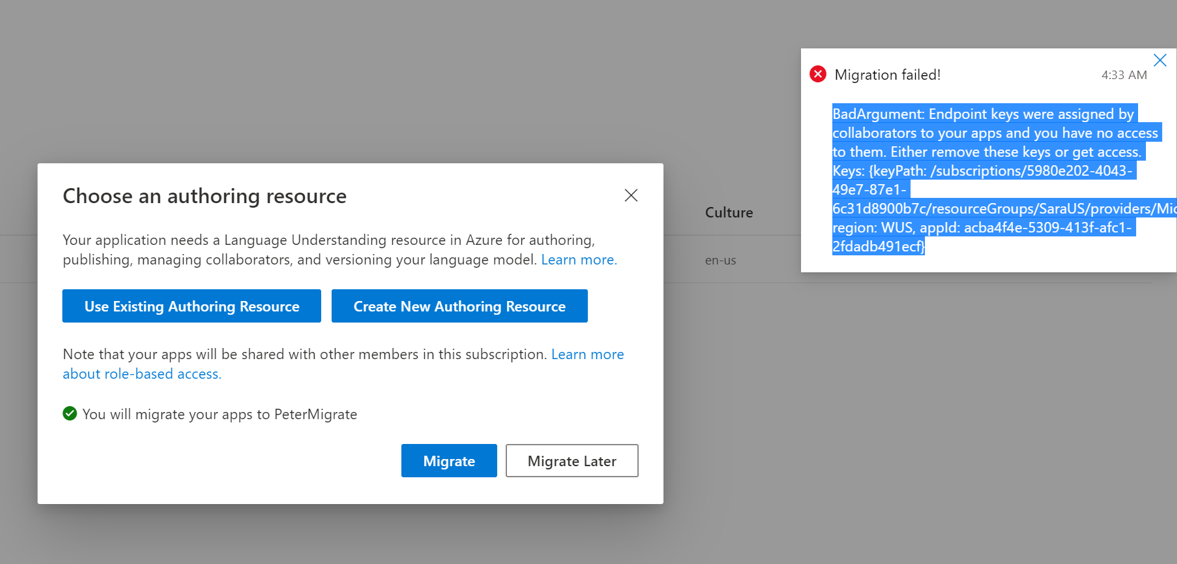 Migration failed!
4:33 AM
BadArgument: Endpoint keys were assigned by
collaborators to your apps and you have no access
to them. Either remove these keys or get access.
Keys: {keyPath: /subscriptions/5980e202-4043-
49e7-87e1-
6c31d8900b7c/resourceGroups/SaraUS/providers/Mic
region: WUS, appId: acba4f4e-5309-413f-afc1-
2fdadb491ecf}
Choose an authoring resource
Your application needs a Language Understanding resource in Azure for authoring,
publishing, managing collaborators, and versioning your language model. Learn more.
Use Existing Authoring Resource
Create New Authoring Resource
Note that your apps will be shared with other members in this subscription. Learn more
about role-based access.
You will migrate your apps to PeterMigrate
Migrate
Migrate Later
Culture
en-us